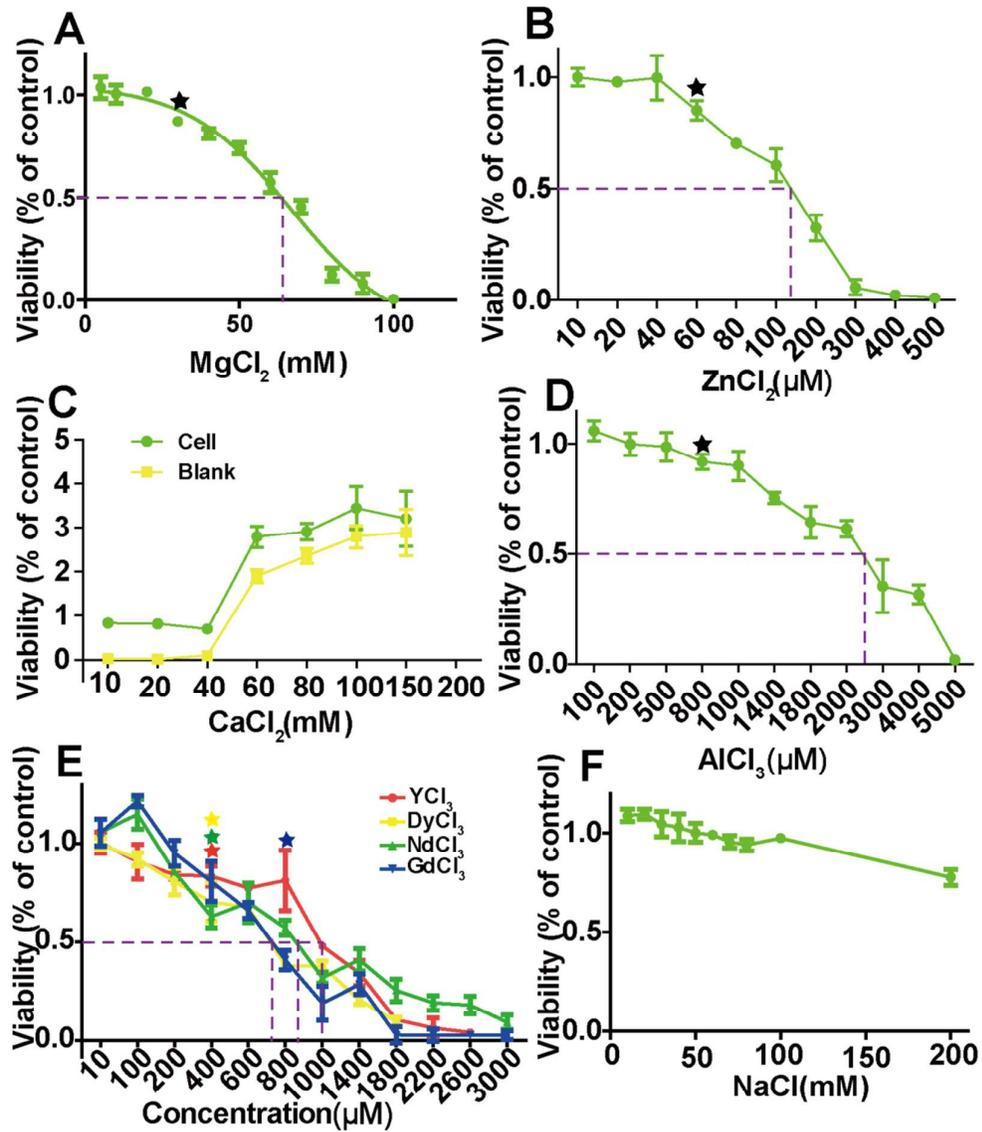 A
Viability (% of control)
1.0
0.5
0.0
0 50 100
MgCl2 (mM)
B
Viability (% of control)
1.0
0.5
0.0
10 20 40 60 80 100 200 300 400 500
ZnCl2(μM)
C
Viability (% of control)
5
4
3
2
1
0
Cell
Blank
10 20 40 60 80 100 150 200
CaCl2(mM)
D
Viability (% of control)
1.0
0.5
0.0
100 200 500 800 1000 1400 1800 2000 3000 4000 5000
AlCl3(μM)
E
Viability (% of control)
1.0
0.5
0.0
YCl3
DyCl3
NdCl3
GdCl3
10 100 200 400 600 800 1000 1400 1800 2200 2600 3000
Concentration(μM)
F
Viability (% of control)
1.0
0.5
0.0
0 50 100 150 200
NaCl(mM)